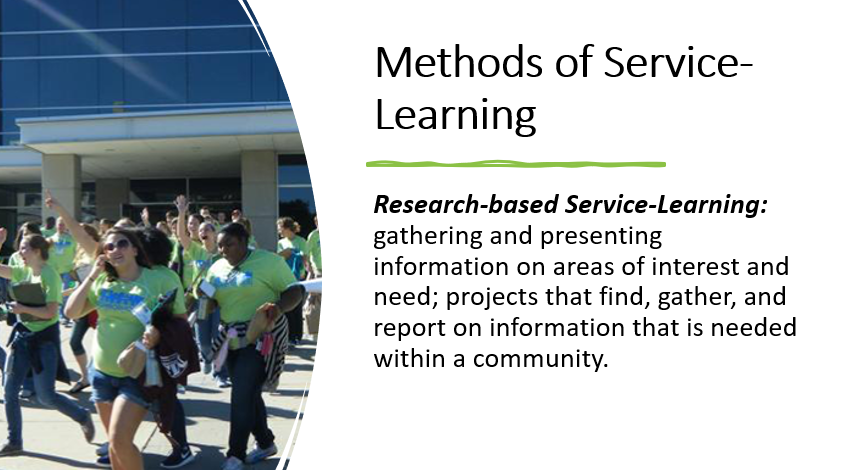 Methods of Service-
Learning
Research-based Service-Learning:
gathering and presenting
information on areas of interest and
need; projects that find, gather, and
report on information that is needed
within a community.